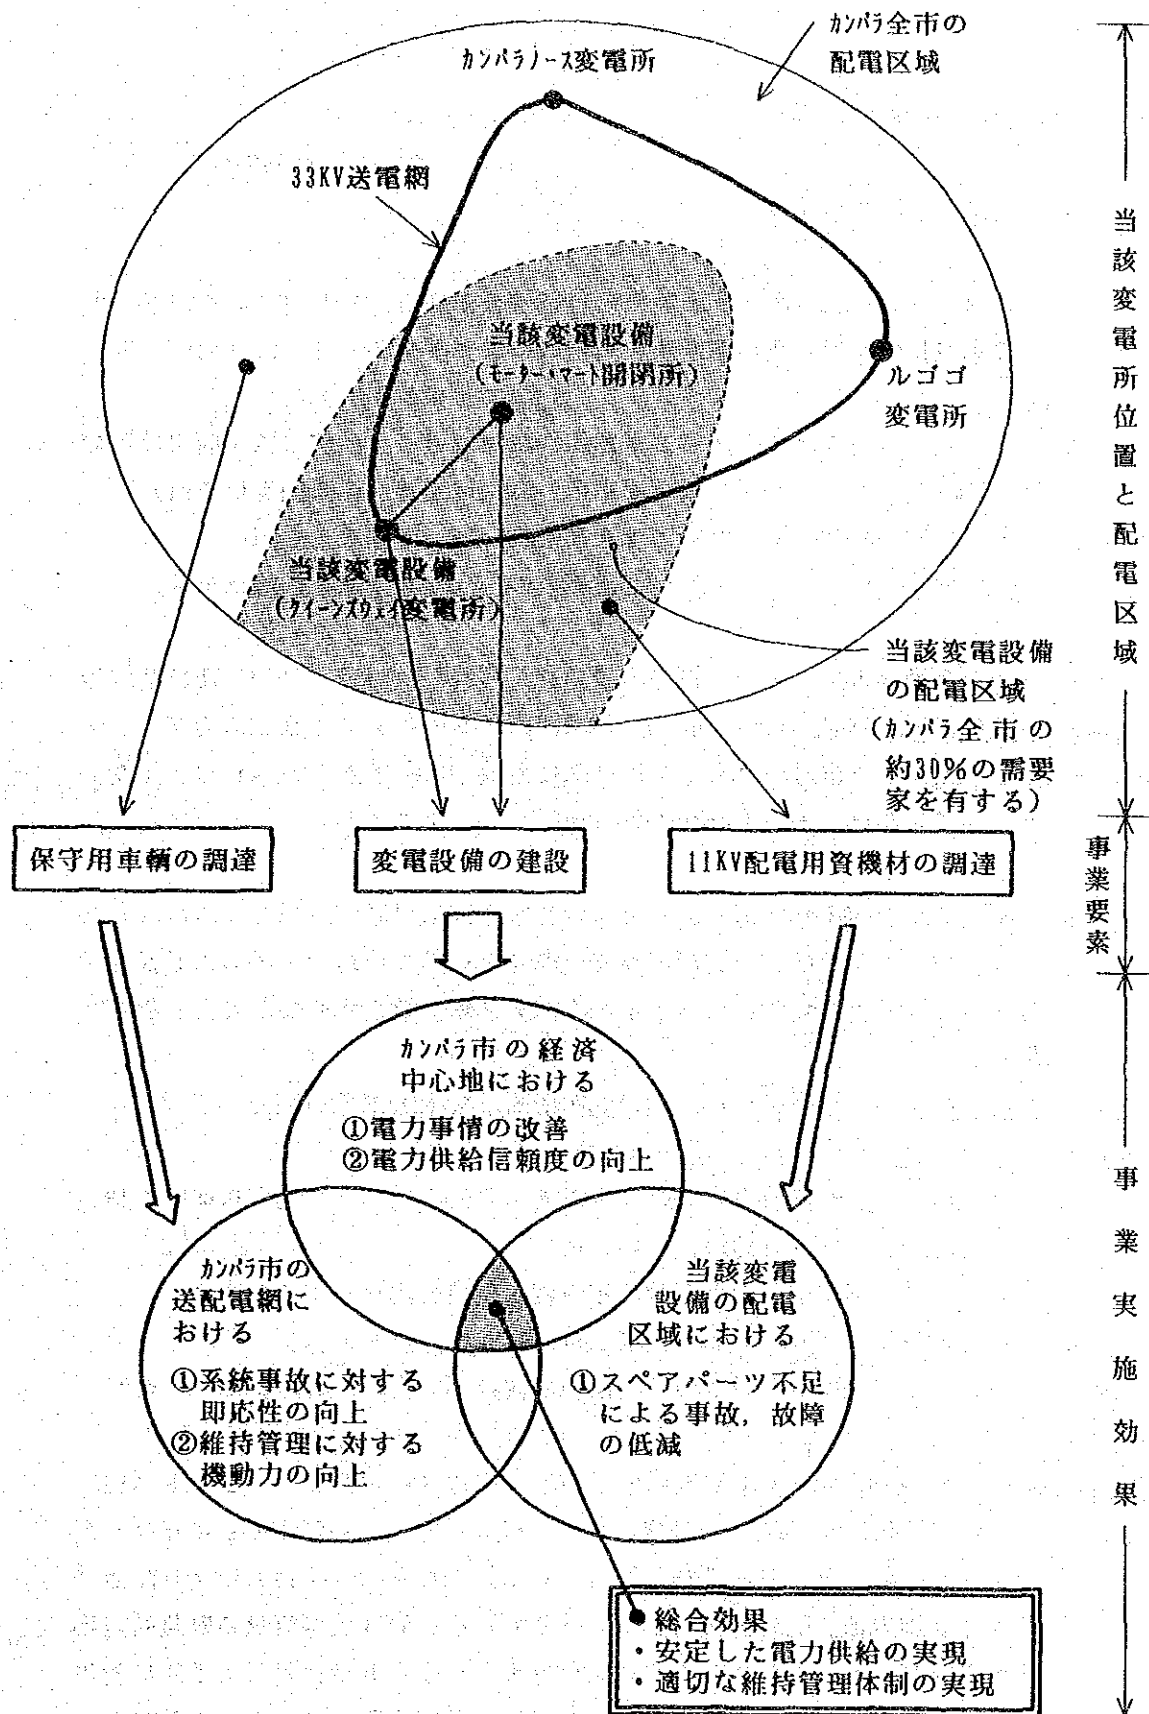 カンパラ全市の
配電区域
カンパラノース変電所
33KV送電網
当該変電設備
(モーター・マート開閉所)
ルゴゴ
変電所
当該変電設備
(クイーンズウェイ変電所)
当該変電設備
の配電区域
(カンパラ全市の
約30%の需要
家を有する)
当該変電所位置と配電区域
保守用車輌の調達
変電設備の建設
11KV配電用資機材の調達
事業要素
カンパラ市の経済
中心地における
①電力事情の改善
②電力供給信頼度の向上
カンパラ市の
送配電網に
おける
①系統事故に対する
即応性の向上
②維持管理に対する
機動力の向上
当該変電
設備の配電
区域における
①スペアパーツ不足
による事故,故障
の低減
事業実施効果
総合効果
・安定した電力供給の実現
・適切な維持管理体制の実現